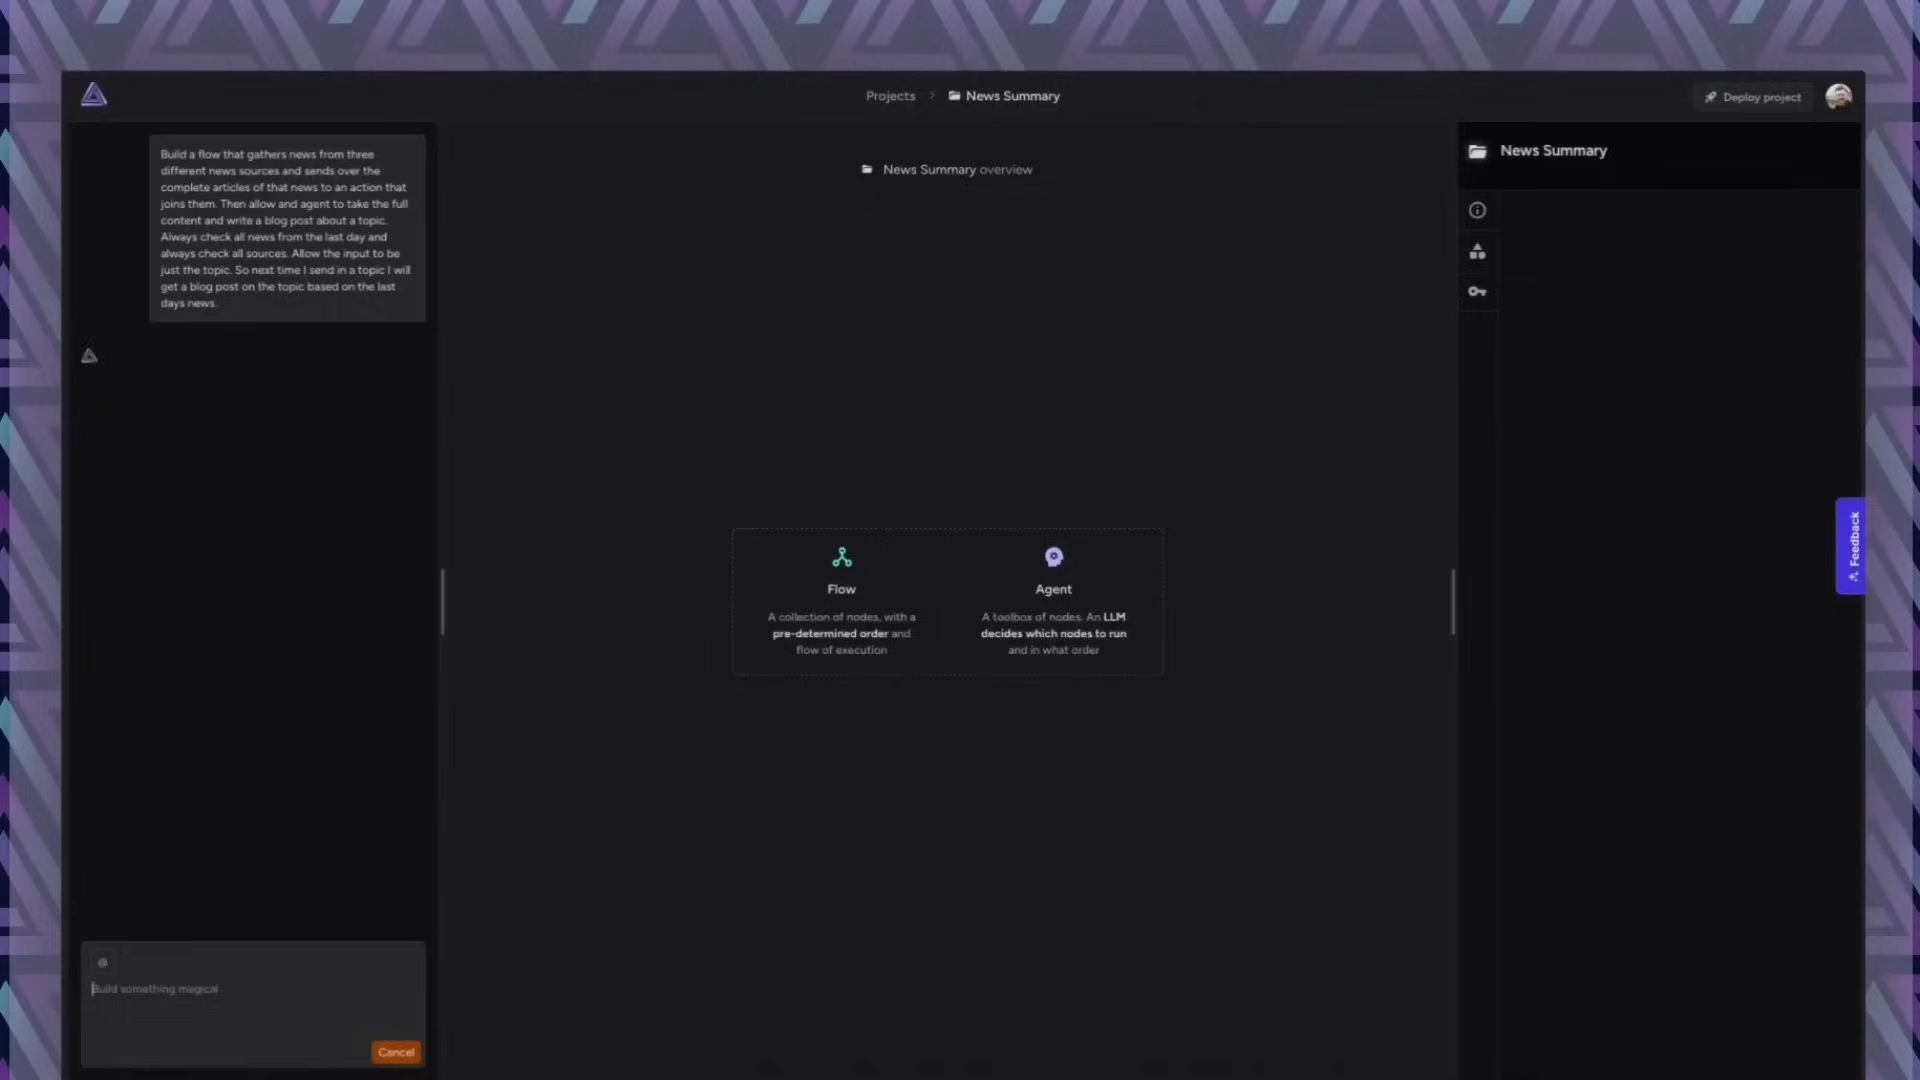 Projects > News Summary
Deploy project
Build a flow that gathers news from three
different news sources and sends over the
complete articles of that news to an action that
joins them. Then allow and agent to take the full
content and write a blog post about a topic.
Always check all news from the last day and
always check all sources. Allow the input to be
just the topic. So next time I send in a topic I will
get a blog post on the topic based on the last
days news.
@
Build something magical
Cancel
News Summary overview
Flow
A collection of nodes, with a
pre-determined order and
flow of execution
Agent
A toolbox of nodes. An LLM
decides which nodes to run
and in what order
News Summary
Feedback